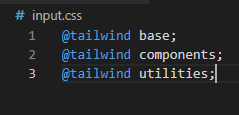 # input.css
1 @tailwind base;
2 @tailwind components;
3 @tailwind utilities;